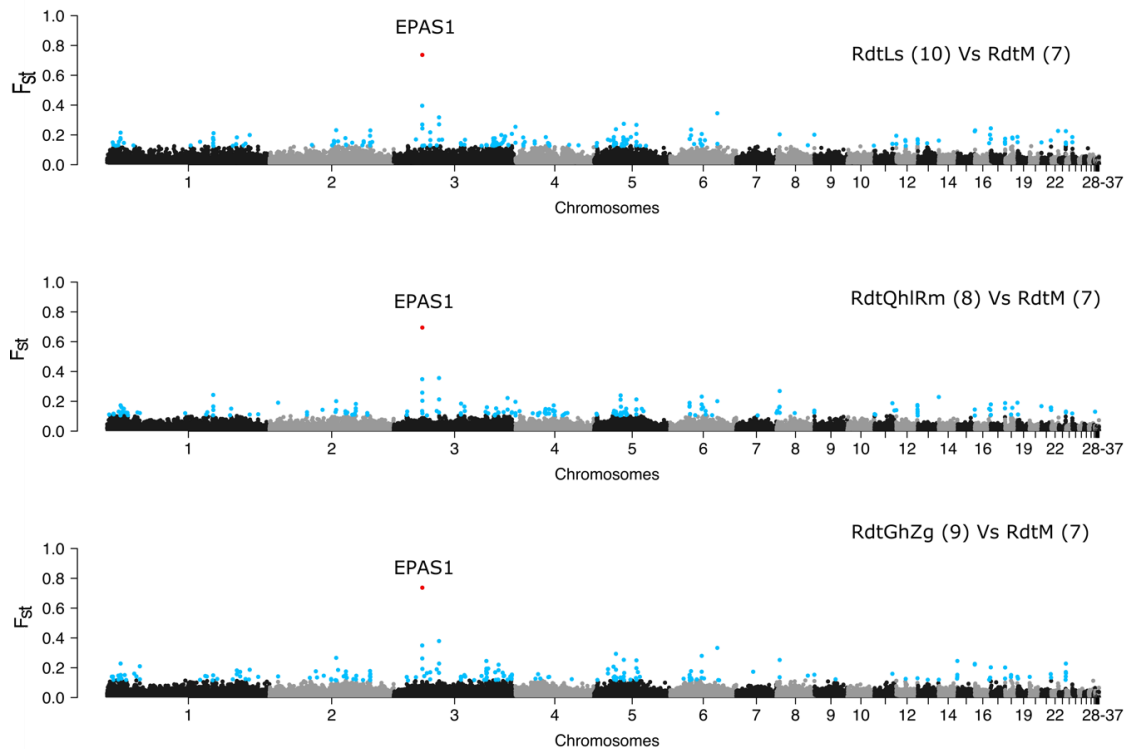 EPAS1
RdtLs (10) Vs RdtM (7)
Fst
1.0
0.8
0.6
0.4
0.2
0.0
1 2 3 4 5 6 7 8 9 10 12 14 16 19 22 28-37
Chromosomes
EPAS1
RdtQhlRm (8) Vs RdtM (7)
Fst
1.0
0.8
0.6
0.4
0.2
0.0
1 2 3 4 5 6 7 8 9 10 12 14 16 19 22 28-37
Chromosomes
RdtGhZg (9) Vs RdtM (7)
EPAS1
Fst
1.0
0.8
0.6
0.4
0.2
0.0
1 2 3 4 5 6 7 8 9 10 12 14 16 19 22 28-37
Chromosomes